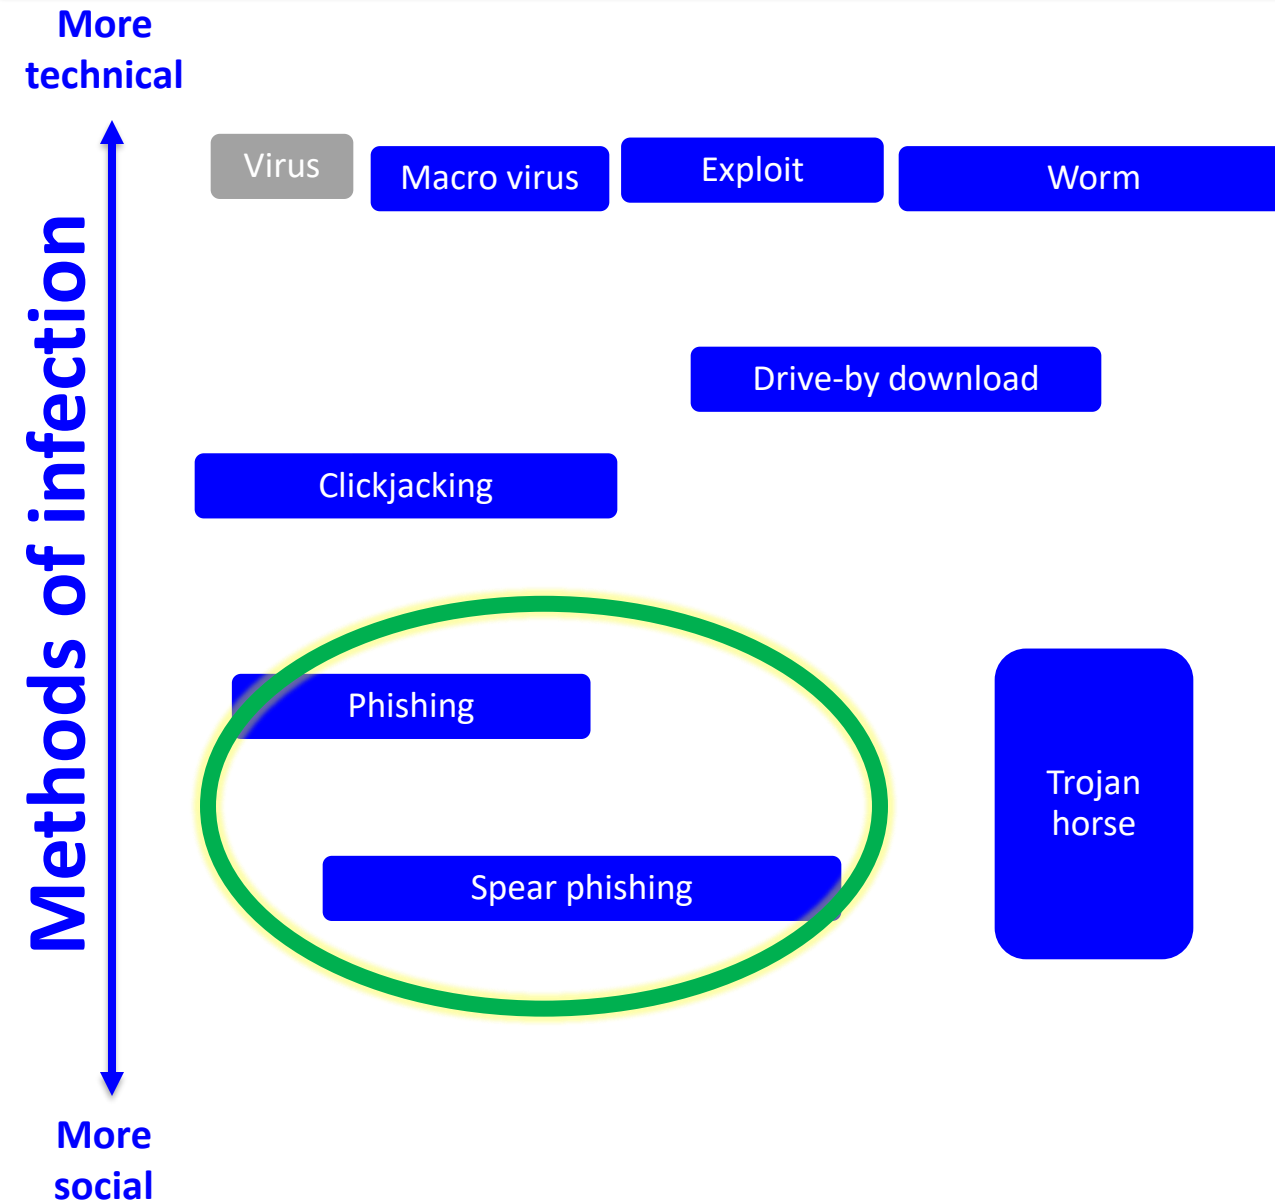 More
technical
Methods of infection
Virus
Macro virus
Exploit
Worm
Drive-by download
Clickjacking
Phishing
Trojan
horse
Spear phishing
More
social